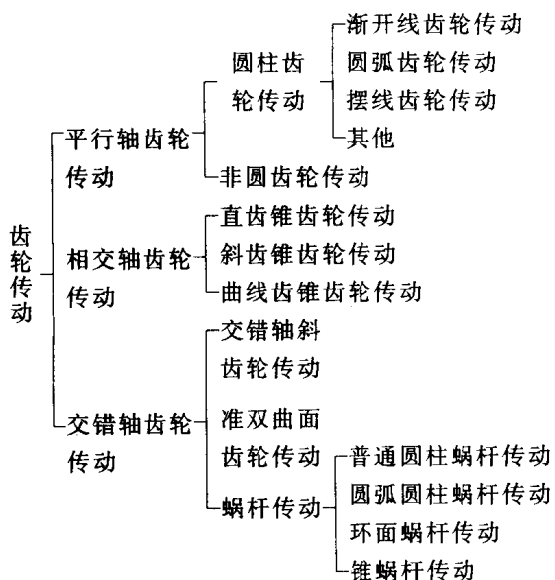 齿轮传动
平行轴齿轮
传动
圆柱齿
轮传动
渐开线齿轮传动
圆弧齿轮传动
摆线齿轮传动
其他
非圆齿轮传动
相交轴齿轮
传动
直齿锥齿轮传动
斜齿锥齿轮传动
曲线齿锥齿轮传动
交错轴齿轮
传动
交错轴斜
齿轮传动
准双曲面
齿轮传动
蜗杆传动
普通圆柱蜗杆传动
圆弧圆柱蜗杆传动
环面蜗杆传动
锥蜗杆传动